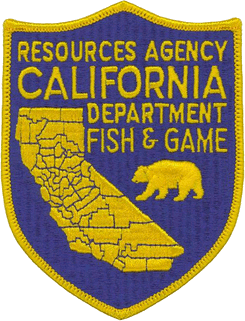 RESOURCES AGENCY
CALIFORNIA
DEPARTMENT
FISH & GAME